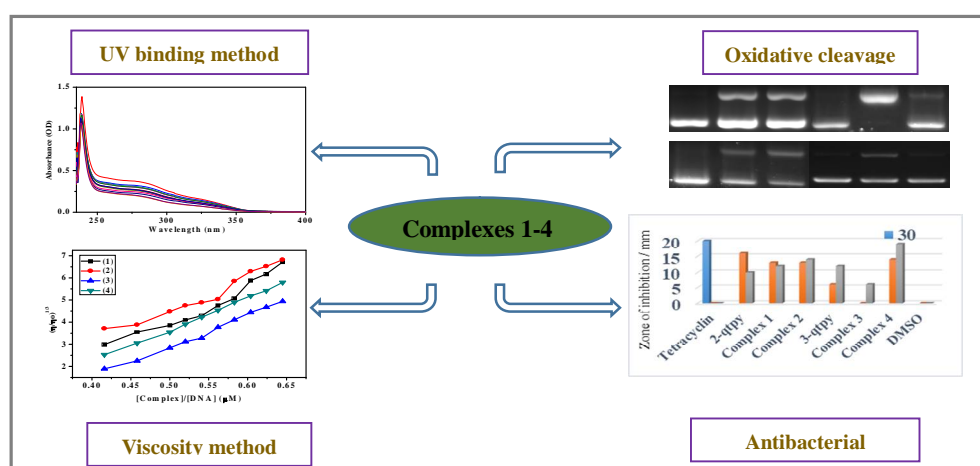 UV binding method
Oxidative cleavage
1.5
1.0
0.5
0.0
Absorbance (OD)
250
300
350
400
Wavelength (nm)
Complexes 1-4
7
6
5
4
3
2
(1)
(2)
(3)
(4)
(η/ηo)1/3
0.40
0.45
0.50
0.55
0.60
0.65
[Complex]/[DNA] (µM)
30
20
15
10
5
0
Zone of inhibition / mm
Tetracyclin
2-qtpy
Complex 1
Complex 2
3-qtpy
Complex 3
Complex 4
DMSO
Viscosity method
Antibacterial